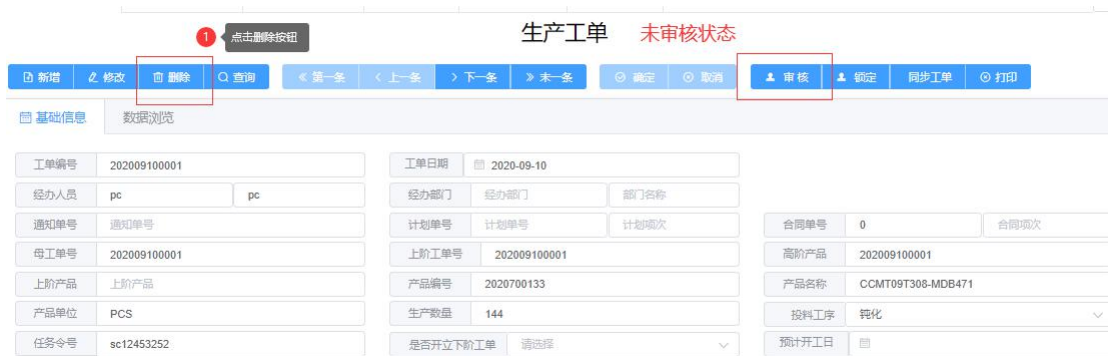 1 点击删除按钮 生产工单 未审核状态
新增 修改 删除 查询 第一条 上一条 下一条 末一条 确定 取消 审核 锁定 同步工单 打印
基础信息 数据浏览
工单编号 202009100001 工单日期 2020-09-10
经办人员 pc pc 经办部门 经办部门 部门名称
通知单号 通知单号 计划单号 计划单号 计划项次 合同单号 0 合同项次
母工单号 202009100001 上阶工单号 202009100001 高阶产品 202009100001
上阶产品 上阶产品 产品编号 2020700133 产品名称 CCMT09T308-MDB471
产品单位 PCS 生产数量 144 投料工序 钝化
任务令号 sc12453252 是否开立下阶工单 请选择 预计开工日